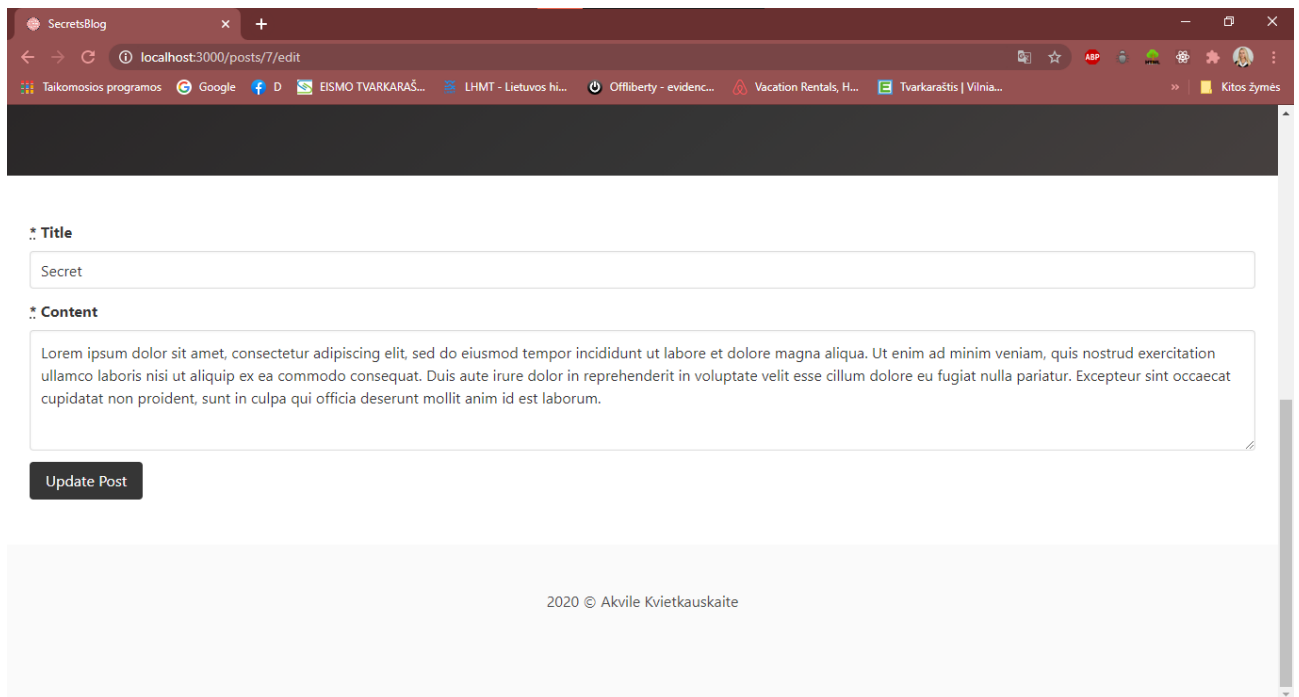 SecretsBlog
localhost:3000/posts/7/edit
ABP
Taikomosios programos Google D EISMO TVARKARAŠ... LHMT - Lietuvos hi... Offliberty - evidenc... Vacation Rentals, H... Tvarkaraštis | Vilnia... » Kitos žymės
* Title
Secret
* Content
Lorem ipsum dolor sit amet, consectetur adipiscing elit, sed do eiusmod tempor incididunt ut labore et dolore magna aliqua. Ut enim ad minim veniam, quis nostrud exercitation
ullamco laboris nisi ut aliquip ex ea commodo consequat. Duis aute irure dolor in reprehenderit in voluptate velit esse cillum dolore eu fugiat nulla pariatur. Excepteur sint occaecat
cupidatat non proident, sunt in culpa qui officia deserunt mollit anim id est laborum.
Update Post
2020 © Akvile Kvietkauskaite